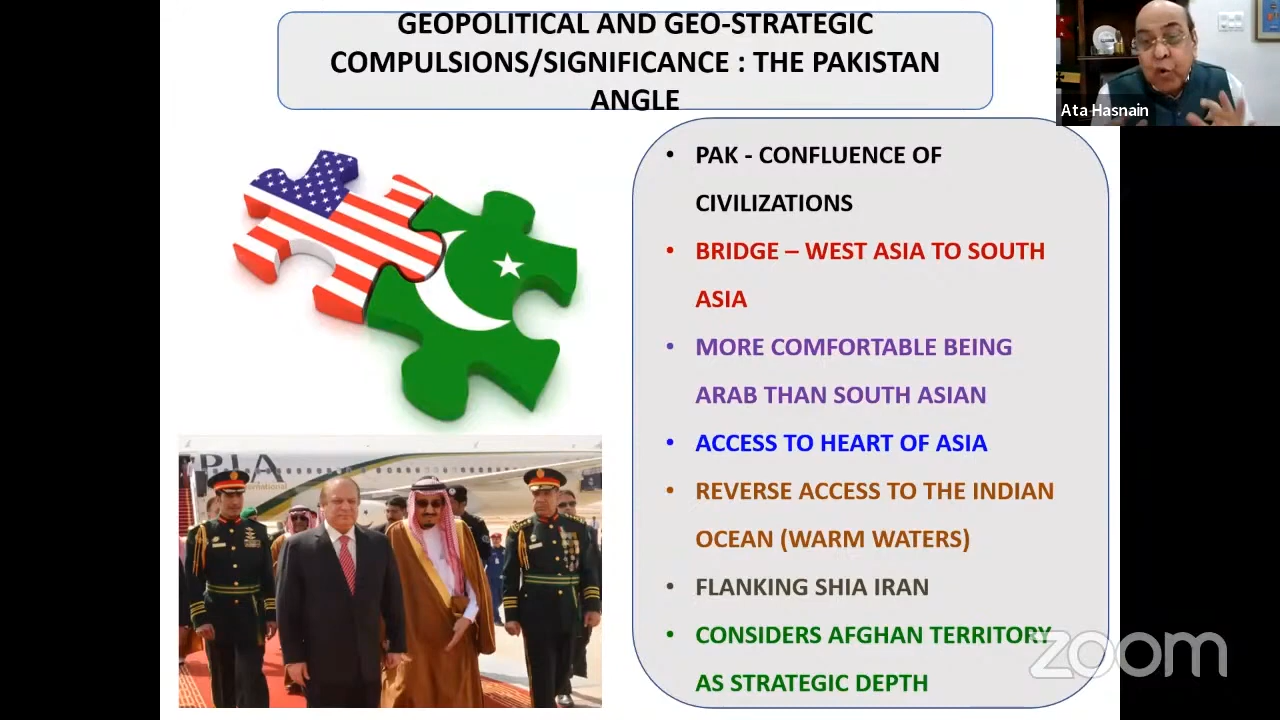 GEOPOLITICAL AND GEO-STRATEGIC
COMPULSIONS/SIGNIFICANCE : THE PAKISTAN
ANGLE
Ata Hasnain
• PAK - CONFLUENCE OF
CIVILIZATIONS
• BRIDGE – WEST ASIA TO SOUTH
ASIA
• MORE COMFORTABLE BEING
ARAB THAN SOUTH ASIAN
• ACCESS TO HEART OF ASIA
• REVERSE ACCESS TO THE INDIAN
OCEAN (WARM WATERS)
• FLANKING SHIA IRAN
• CONSIDERS AFGHAN TERRITORY
AS STRATEGIC DEPTH
PIA
zoom